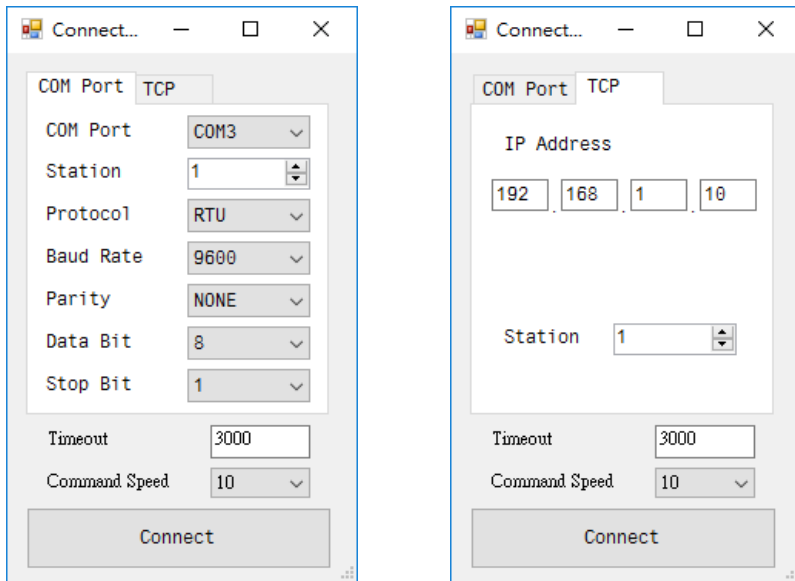 Connect...
COM Port TCP
COM Port COM3
Station 1
Protocol RTU
Baud Rate 9600
Parity NONE
Data Bit 8
Stop Bit 1
Timeout 3000
Command Speed 10
Connect
Connect...
COM Port TCP
IP Address
192 . 168 . 1 . 10
Station 1
Timeout 3000
Command Speed 10
Connect